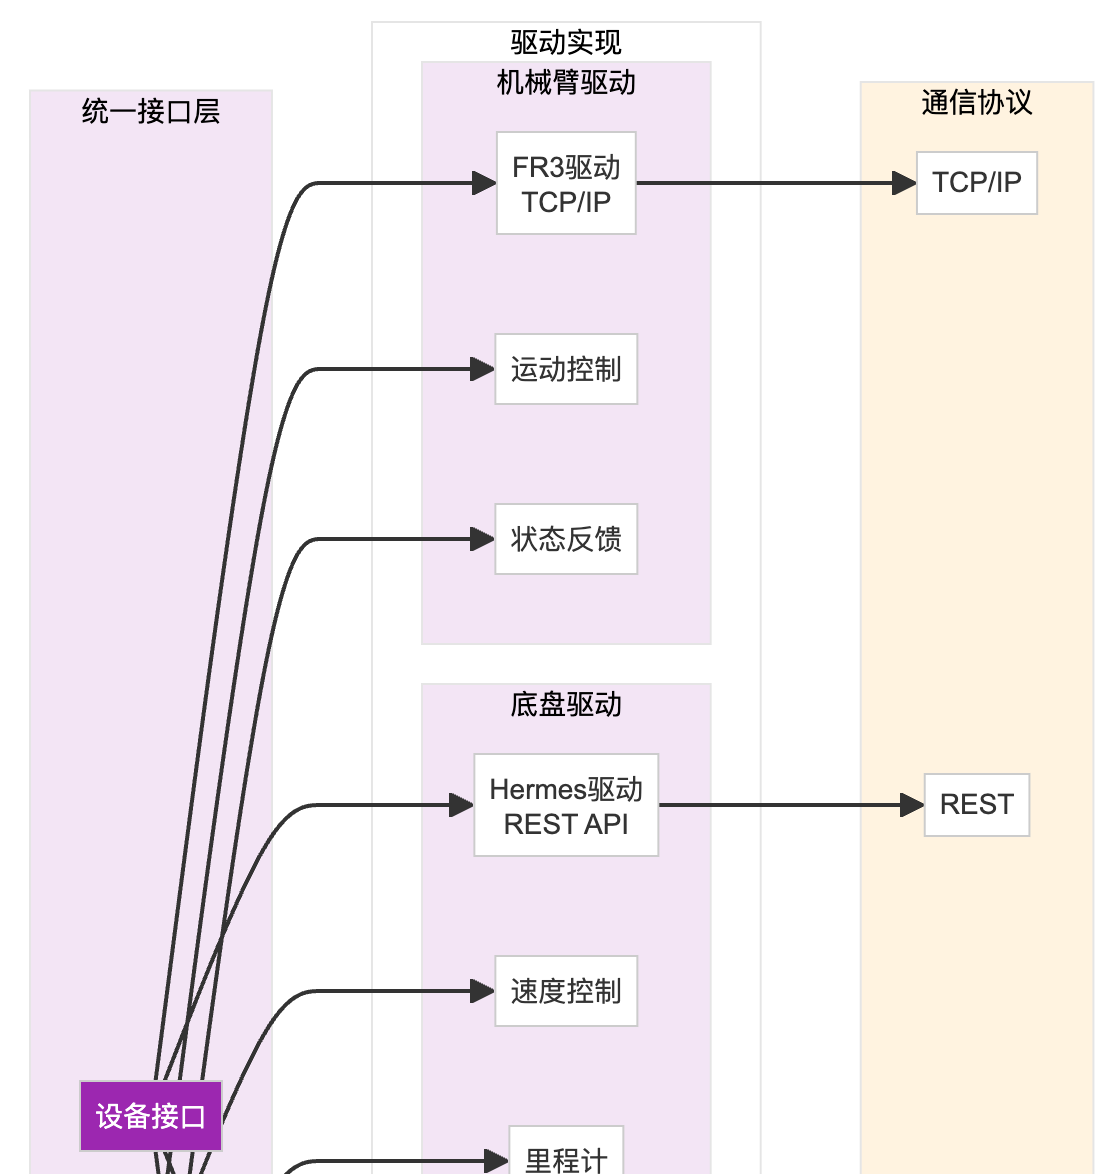 驱动实现
机械臂驱动
统一接口层
通信协议
FR3驱动
TCP/IP
TCP/IP
运动控制
状态反馈
底盘驱动
Hermes驱动
REST API
REST
速度控制
设备接口
里程计